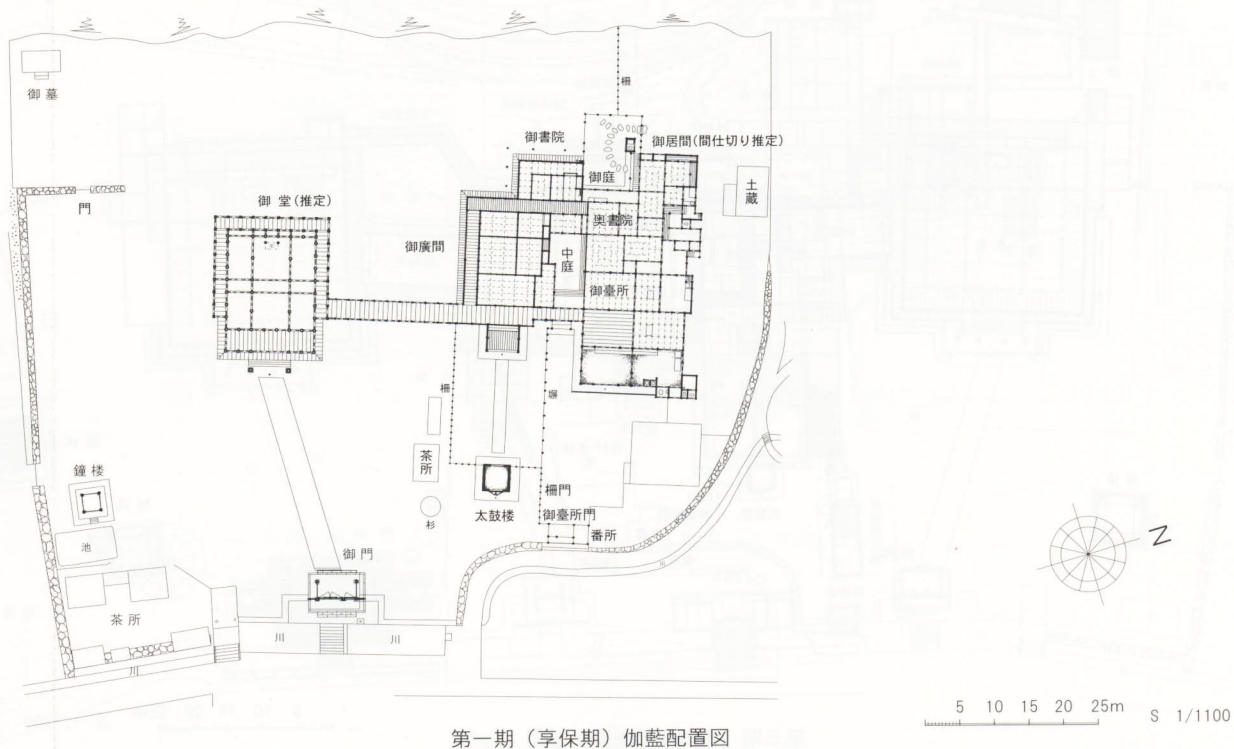 御墓
門
御堂(推定)
御書院
御居間(間仕切り推定)
御庭
土蔵
奥書院
御廣間
中庭
御臺所
柵
柵
塀
茶所
杉
太鼓楼
柵門
御臺所門
番所
鐘楼
池
茶所
御門
川
川
川
N
5 10 15 20 25m
S 1/1100
第一期(享保期)伽藍配置図